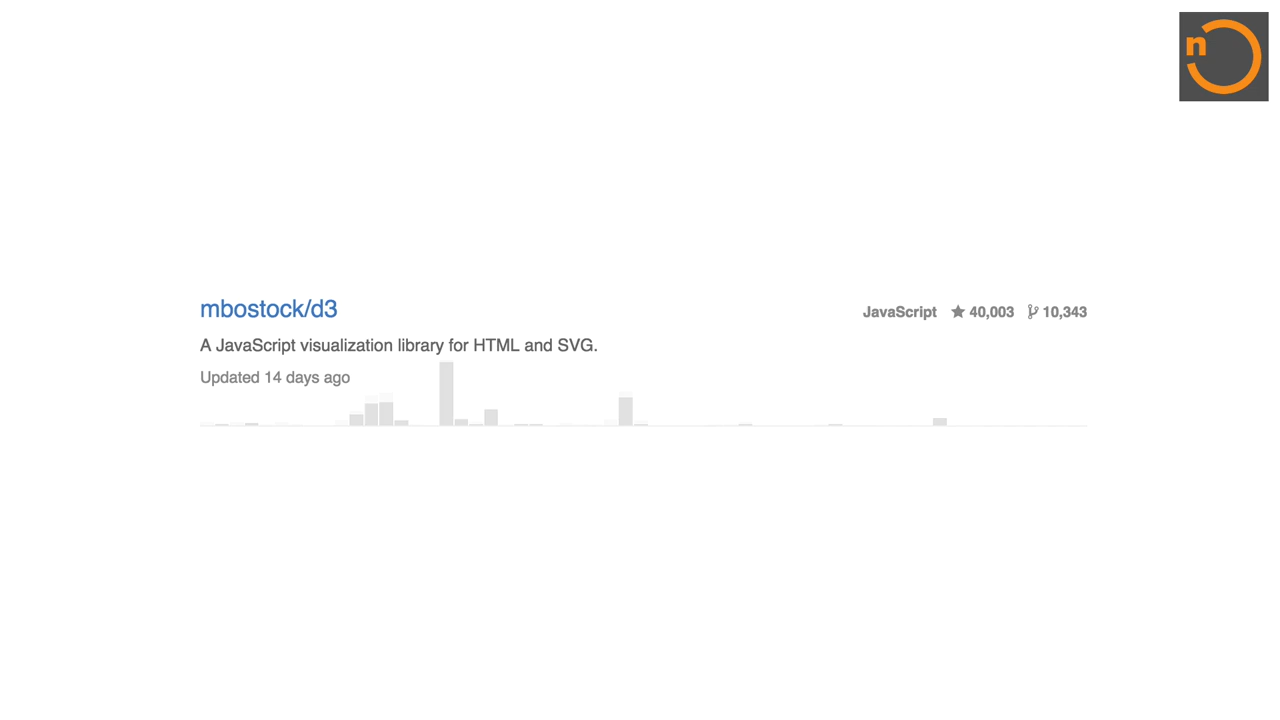 n
mbostock/d3
JavaScript 40,003 10,343
A JavaScript visualization library for HTML and SVG.
Updated 14 days ago